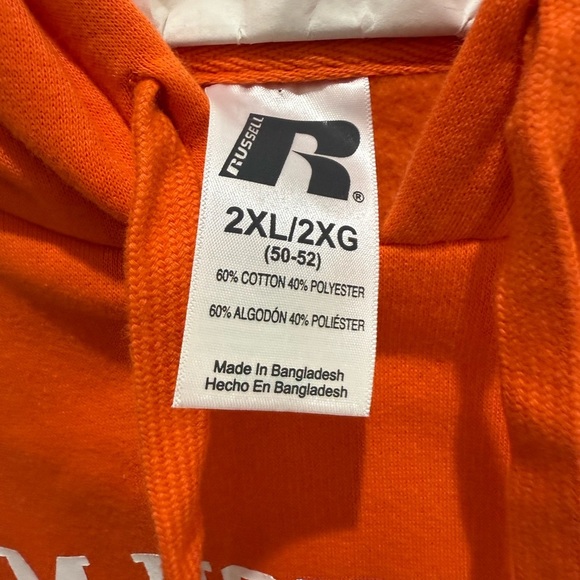 RUSSELL
R®
2XL/2XG
(50-52)
60% COTTON 40% POLYESTER
60% ALGODÓN 40% POLIÉSTER
Made In Bangladesh
Hecho En Bangladesh